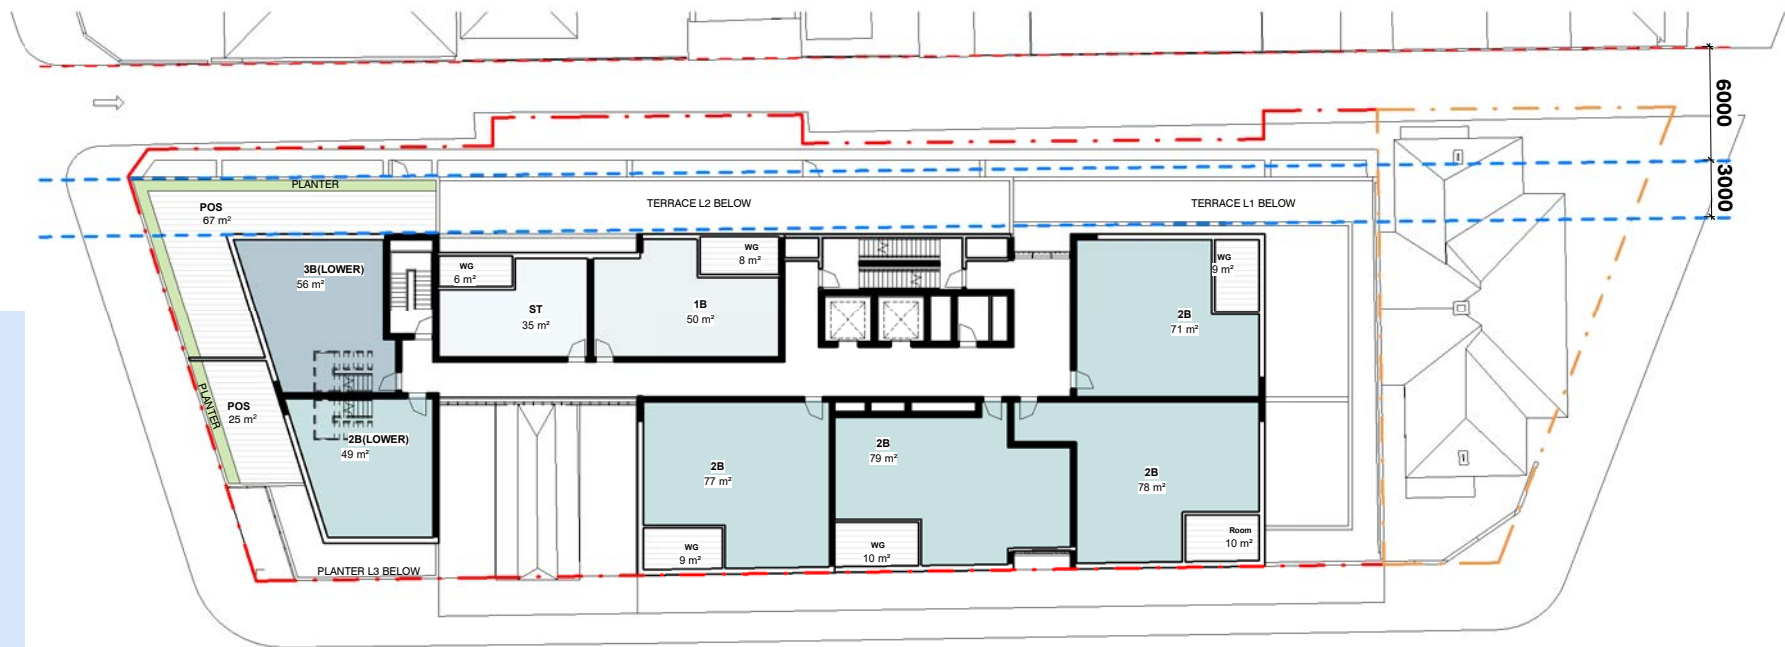 6000
3000
PLANTER
POS
67 m²
TERRACE L2 BELOW
TERRACE L1 BELOW
3B(LOWER)
56 m²
WG
6 m²
WG
8 m²
WG
9 m²
ST
35 m²
1B
50 m²
2B
71 m²
PLANTER
POS
25 m²
2B(LOWER)
49 m²
2B
77 m²
2B
79 m²
2B
78 m²
WG
9 m²
WG
10 m²
Room
10 m²
PLANTER L3 BELOW